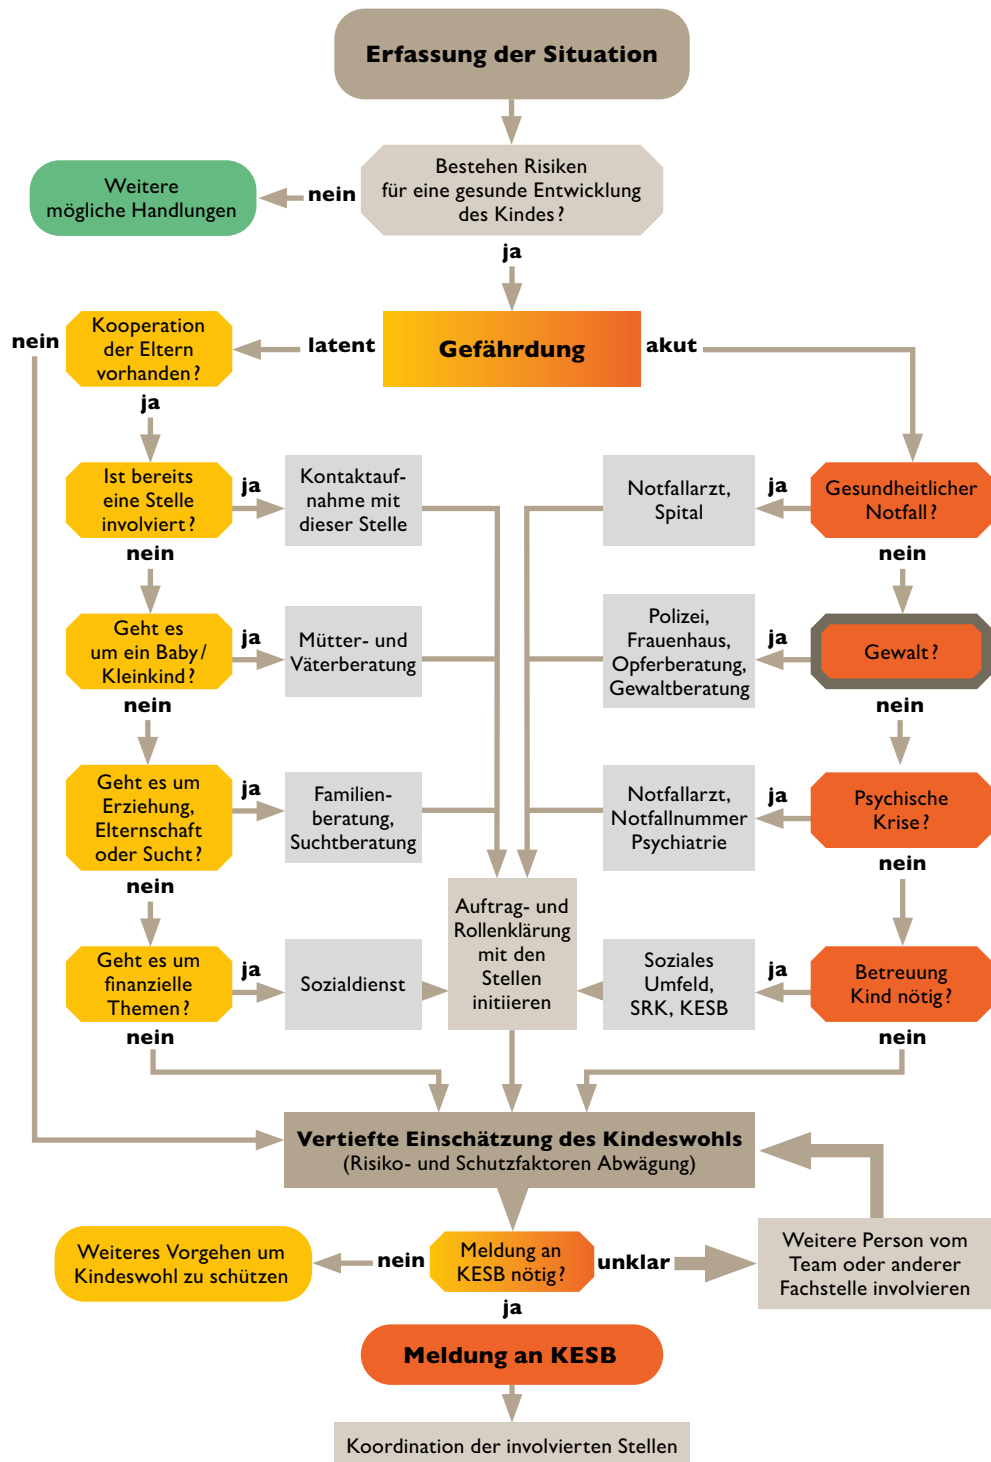 Erfassung der Situation
Bestehen Risiken
für eine gesunde Entwicklung
des Kindes?
nein
Weitere
mögliche Handlungen
ja
Gefährdung
latent
akut
Kooperation
der Eltern
vorhanden?
nein
ja
Ist bereits
eine Stelle
involviert?
ja
Kontaktauf-
nahme mit
dieser Stelle
nein
Geht es
um ein Baby/
Kleinkind?
ja
Mütter- und
Väterberatung
nein
Geht es um
Erziehung,
Elternschaft
oder Sucht?
ja
Familien-
beratung,
Suchtberatung
nein
Geht es um
finanzielle
Themen?
ja
Sozialdienst
nein
Gesundheitlicher
Notfall?
ja
Notfallarzt,
Spital
nein
Gewalt?
ja
Polizei,
Frauenhaus,
Opferberatung,
Gewaltberatung
nein
Psychische
Krise?
ja
Notfallarzt,
Notfallnummer
Psychiatrie
nein
Betreuung
Kind nötig?
ja
Soziales
Umfeld,
SRK, KESB
nein
Auftrag- und
Rollenklärung
mit den
Stellen
initiieren
Vertiefte Einschätzung des Kindeswohls
(Risiko- und Schutzfaktoren Abwägung)
Meldung an
KESB nötig?
nein
Weiteres Vorgehen um
Kindeswohl zu schützen
unklar
Weitere Person vom
Team oder anderer
Fachstelle involvieren
ja
Meldung an KESB
Koordination der involvierten Stellen